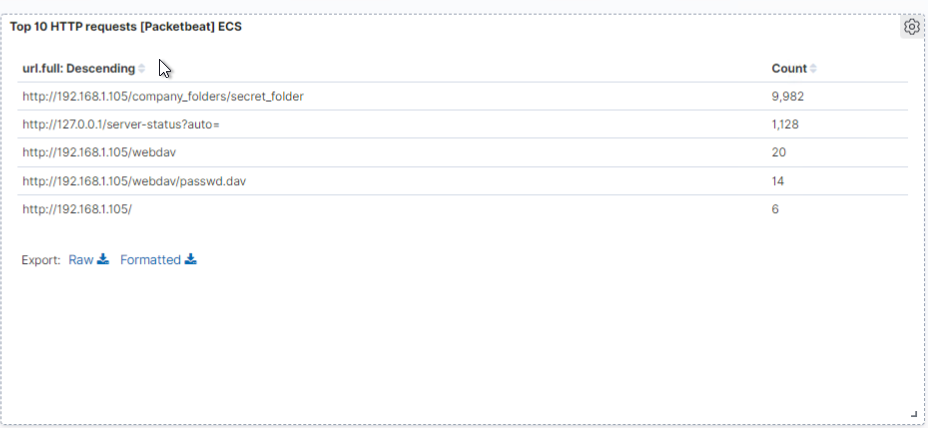 Top 10 HTTP requests [Packetbeat] ECS
url.full: Descending Count
http://192.168.1.105/company_folders/secret_folder 9,982
http://127.0.0.1/server-status?auto= 1,128
http://192.168.1.105/webdav 20
http://192.168.1.105/webdav/passwd.dav 14
http://192.168.1.105/ 6
Export: Raw Formatted